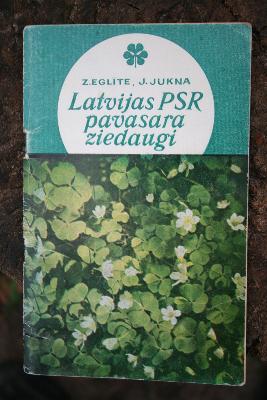 Z.EGLĪTE, J.JUKNA
Latvijas PSR
pavasara
ziedaugi